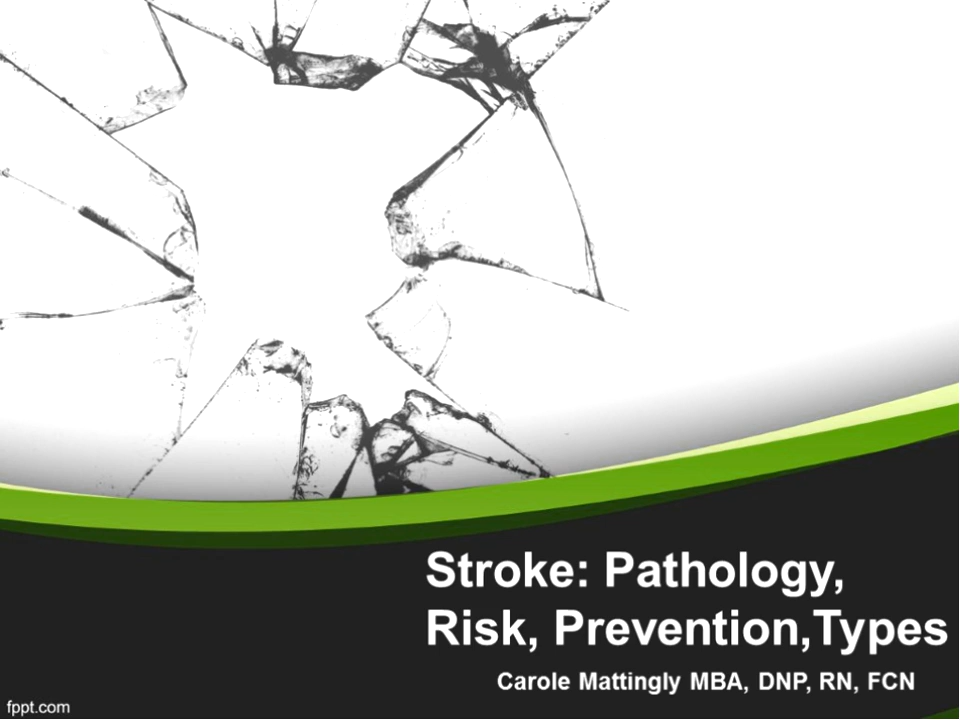 Stroke: Pathology,
Risk, Prevention,Types
Carole Mattingly MBA, DNP, RN, FCN
fppt.com